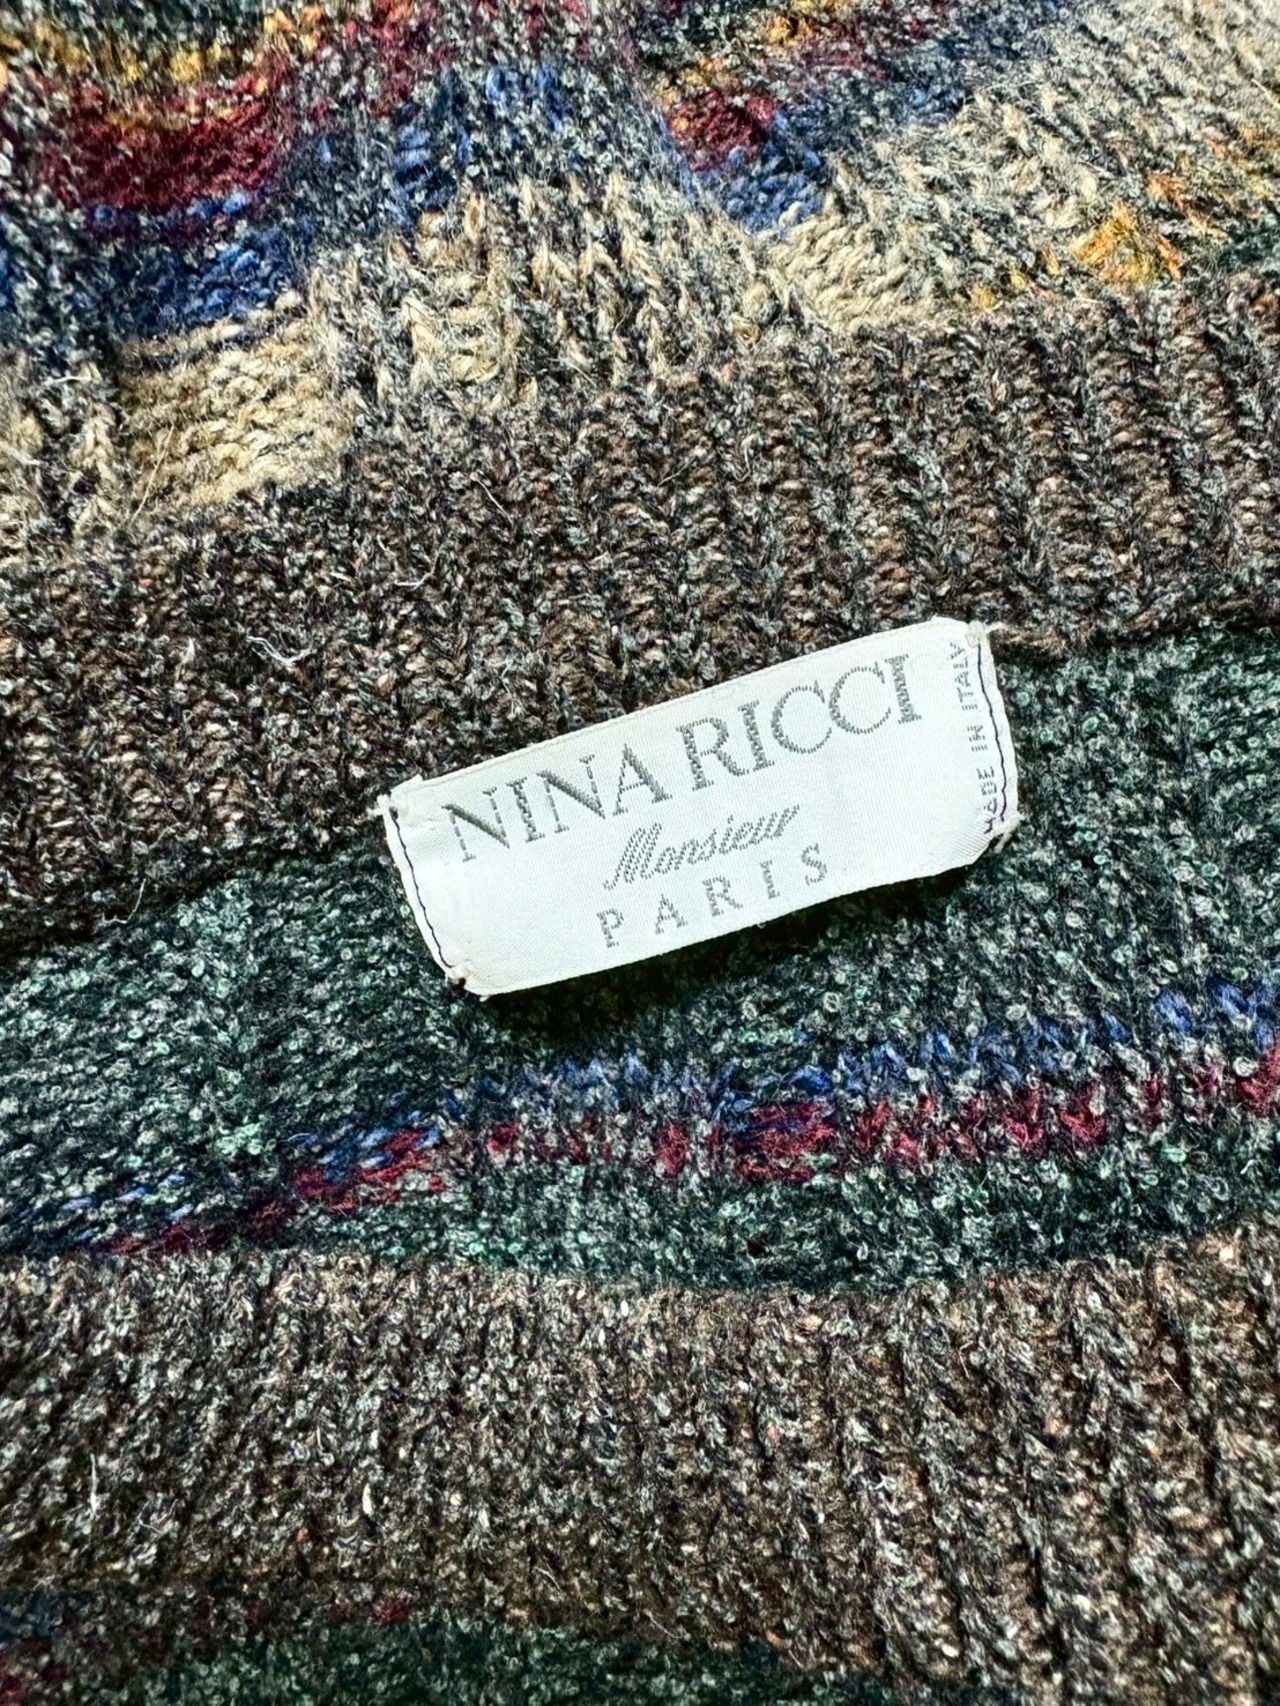 NINA RICCI
Monsieur
PARIS
MADE IN ITALY